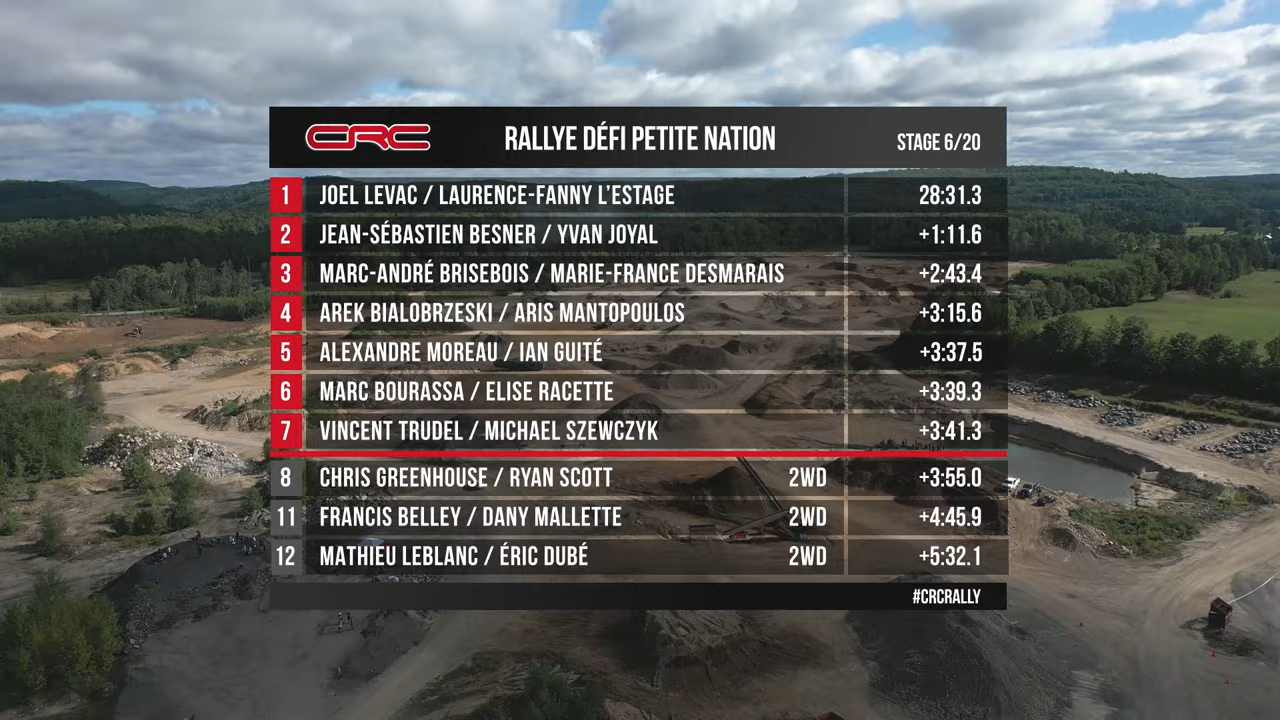 CRC RALLYE DÉFI PETITE NATION STAGE 6/20
1 JOEL LEVAC / LAURENCE-FANNY L'ESTAGE 28:31.3
2 JEAN-SÉBASTIEN BESNER / YVAN JOYAL +1:11.6
3 MARC-ANDRÉ BRISEBOIS / MARIE-FRANCE DESMARAIS +2:43.4
4 AREK BIALOBRZESKI / ARIS MANTOPOULOS +3:15.6
5 ALEXANDRE MOREAU / IAN GUITÉ +3:37.5
6 MARC BOURASSA / ELISE RACETTE +3:39.3
7 VINCENT TRUDEL / MICHAEL SZEWCZYK +3:41.3
8 CHRIS GREENHOUSE / RYAN SCOTT 2WD +3:55.0
11 FRANCIS BELLEY / DANY MALLETTE 2WD +4:45.9
12 MATHIEU LEBLANC / ÉRIC DUBÉ 2WD +5:32.1
#CRCRALLY